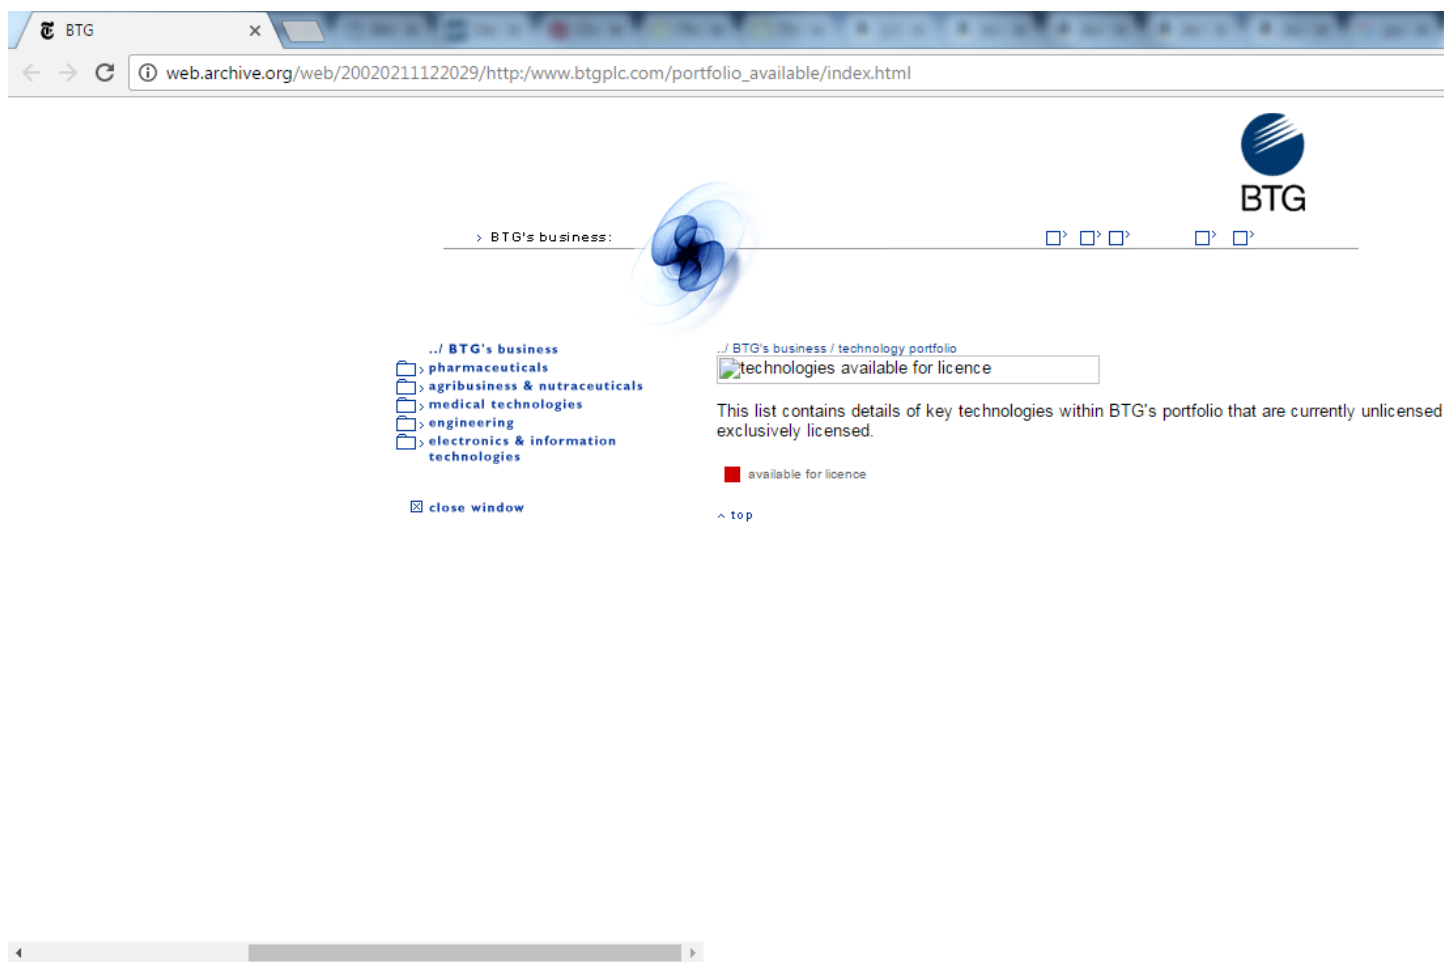 BTG
web.archive.org/web/20020211122029/http:/www.btgplc.com/portfolio_available/index.html
BTG
> BTG's business:
../ BTG's business
> pharmaceuticals
> agribusiness & nutraceuticals
> medical technologies
> engineering
> electronics & information
technologies
close window
../ BTG's business / technology portfolio
technologies available for licence
This list contains details of key technologies within BTG's portfolio that are currently unlicensed
exclusively licensed.
available for licence
^ top